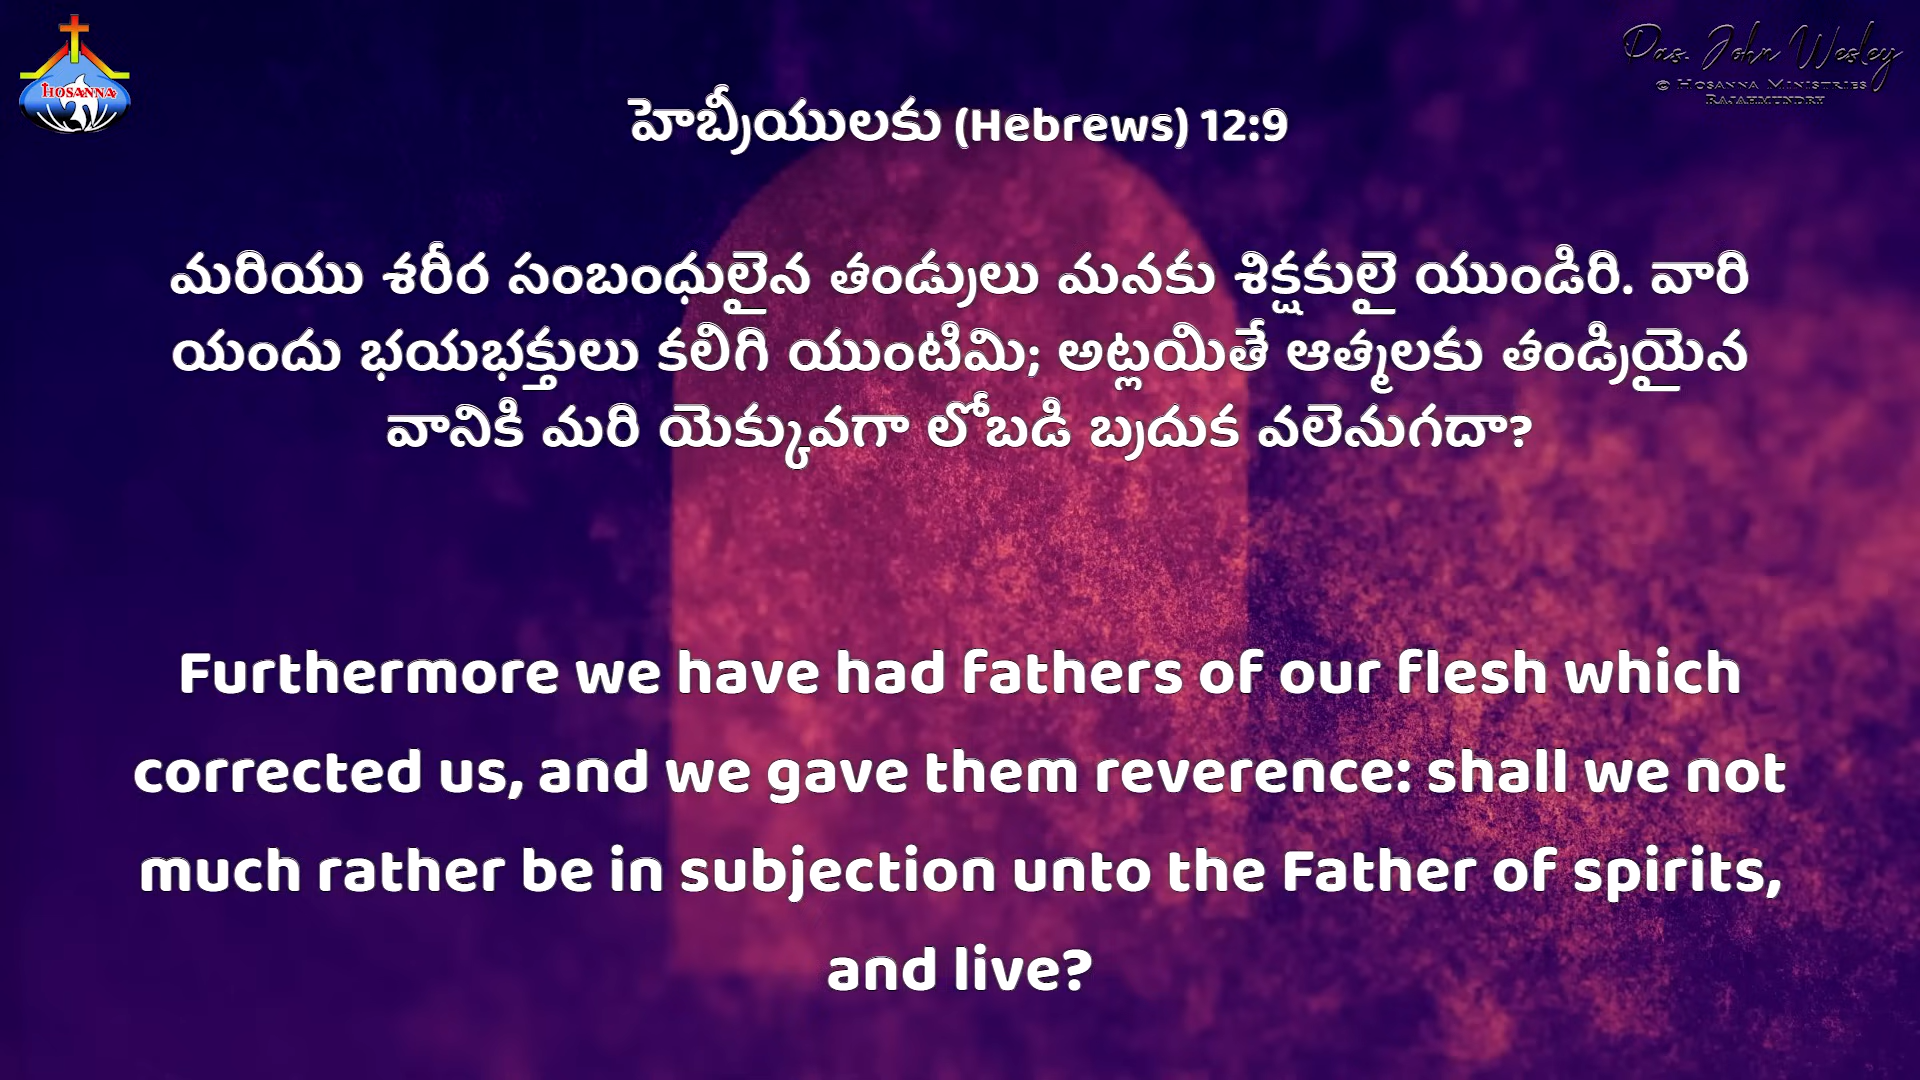 HOSANNA
Pas. John Wesley
© Hosanna Ministries
Rajahmundry
హెబ్రీయులకు (Hebrews) 12:9
మరియు శరీర సంబంధులైన తండ్రులు మనకు శిక్షకులై యుండిరి. వారి
యందు భయభక్తులు కలిగి యుంటిమి; అట్లయితే ఆత్మలకు తండ్రియైన
వానికి మరి యెక్కువగా లోబడి బ్రదుక వలెనుగదా?
Furthermore we have had fathers of our flesh which
corrected us, and we gave them reverence: shall we not
much rather be in subjection unto the Father of spirits,
and live?